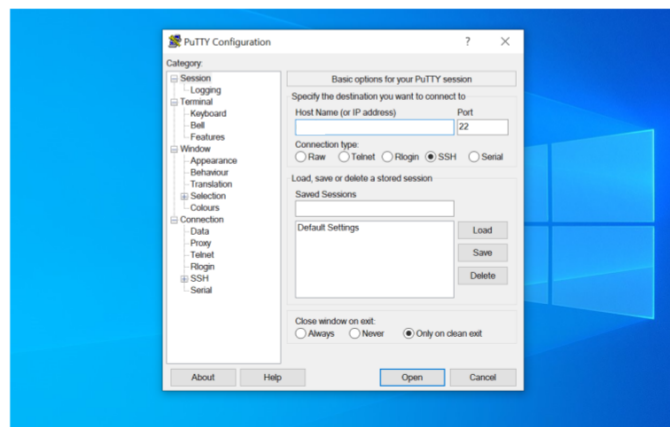 PuTTY Configuration
? ×
Category:
Session
Logging
Terminal
Keyboard
Bell
Features
Window
Appearance
Behaviour
Translation
Selection
Colours
Connection
Data
Proxy
Telnet
Rlogin
SSH
Serial
Basic options for your PuTTY session
Specify the destination you want to connect to
Host Name (or IP address) Port
22
Connection type:
Raw Telnet Rlogin SSH Serial
Load, save or delete a stored session
Saved Sessions
Default Settings
Load
Save
Delete
Close window on exit:
Always Never Only on clean exit
About Help Open Cancel